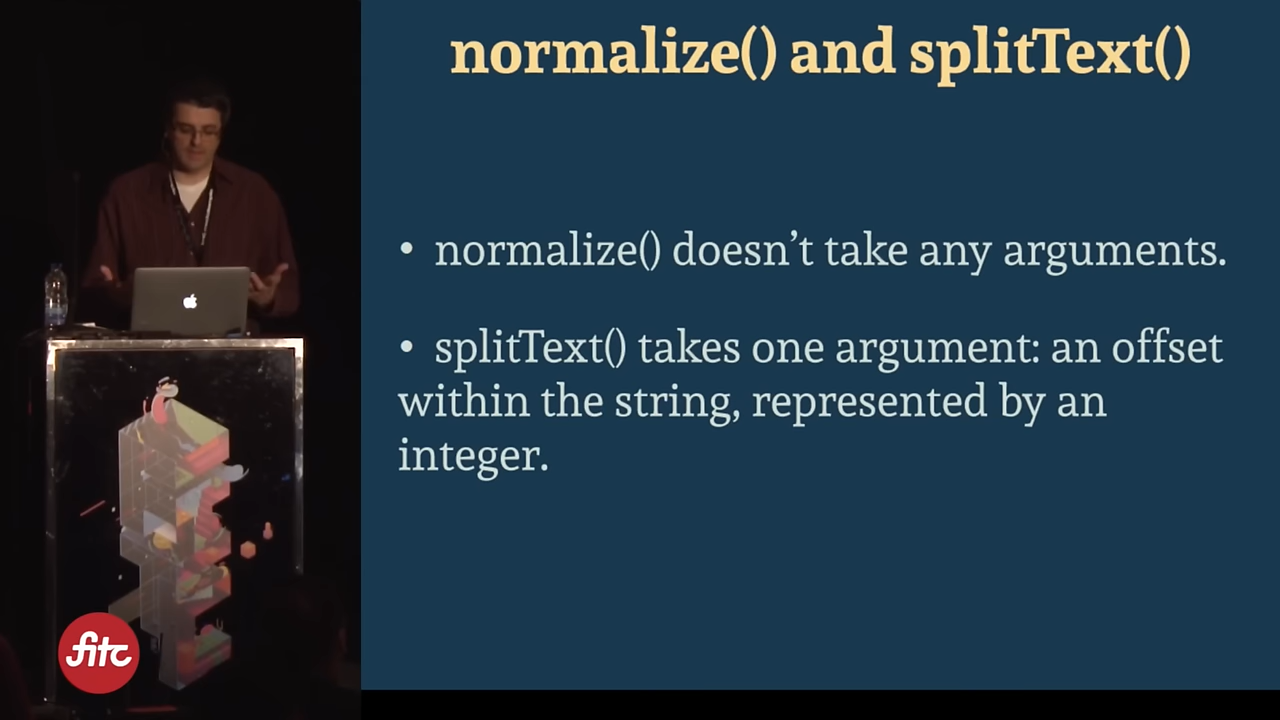 normalize() and splitText()
• normalize() doesn’t take any arguments.
• splitText() takes one argument: an offset
within the string, represented by an
integer.
fitc